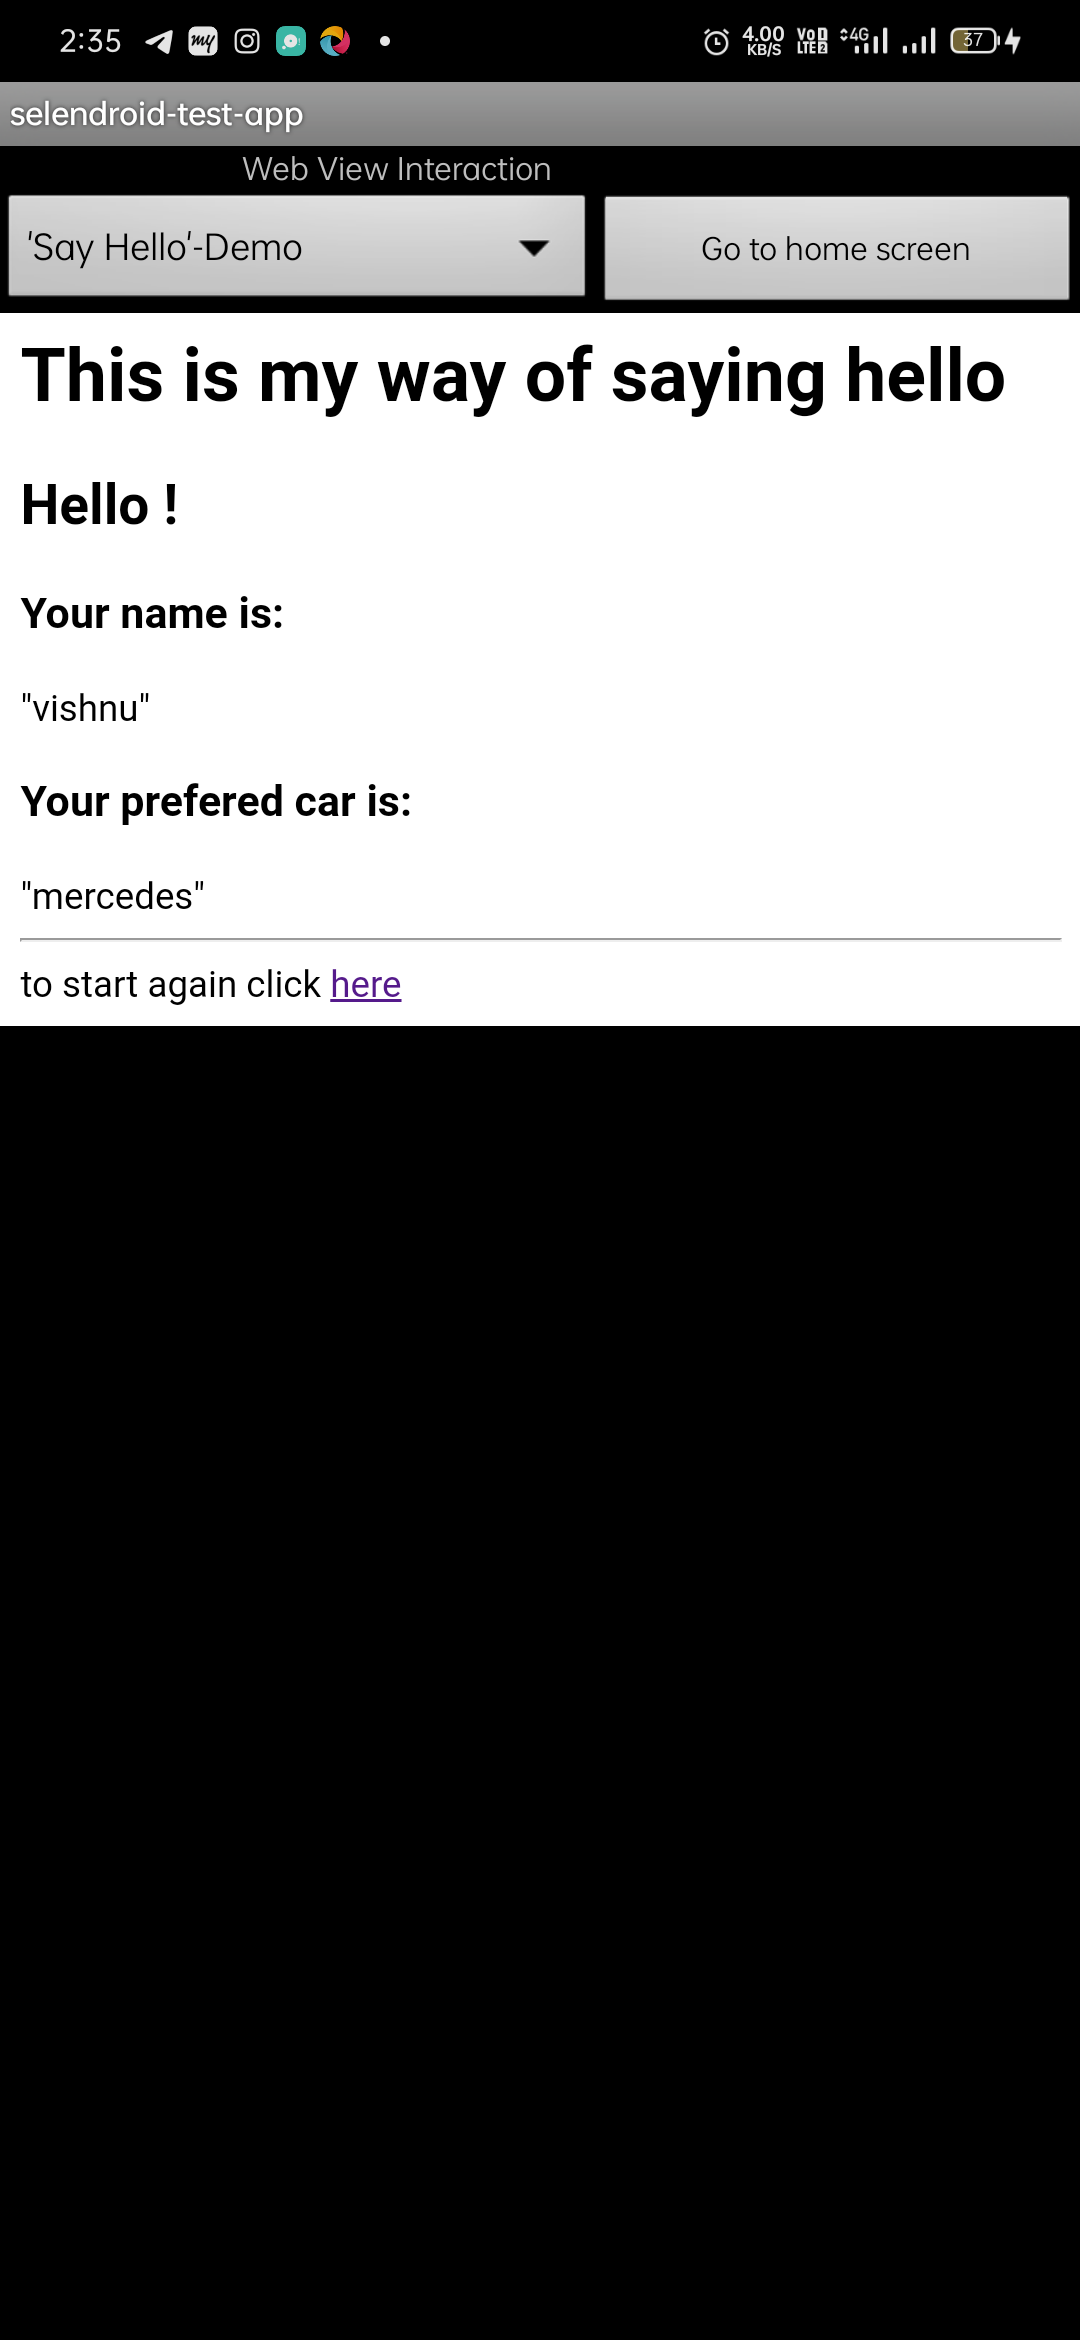 2:35 my 4.00 KB/S VoD LTE2 4G 37
selendroid-test-app
Web View Interaction
'Say Hello'-Demo
Go to home screen
This is my way of saying hello
Hello !
Your name is:
"vishnu"
Your prefered car is:
"mercedes"
to start again click here